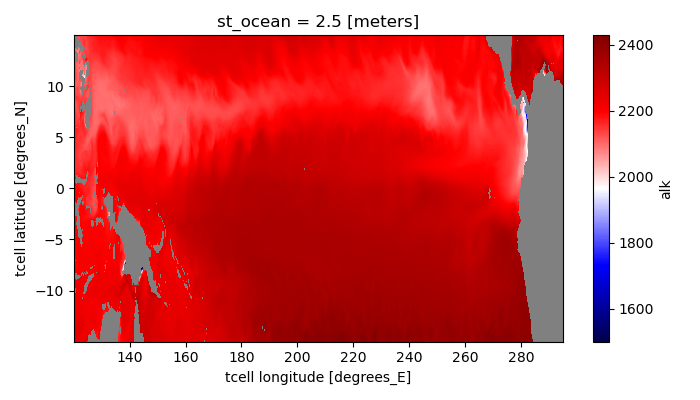 st_ocean = 2.5 [meters]
10
5
0
−5
−10
tcell latitude [degrees_N]
140 160 180 200 220 240 260 280
tcell longitude [degrees_E]
2400
2200
2000
1800
1600
alk